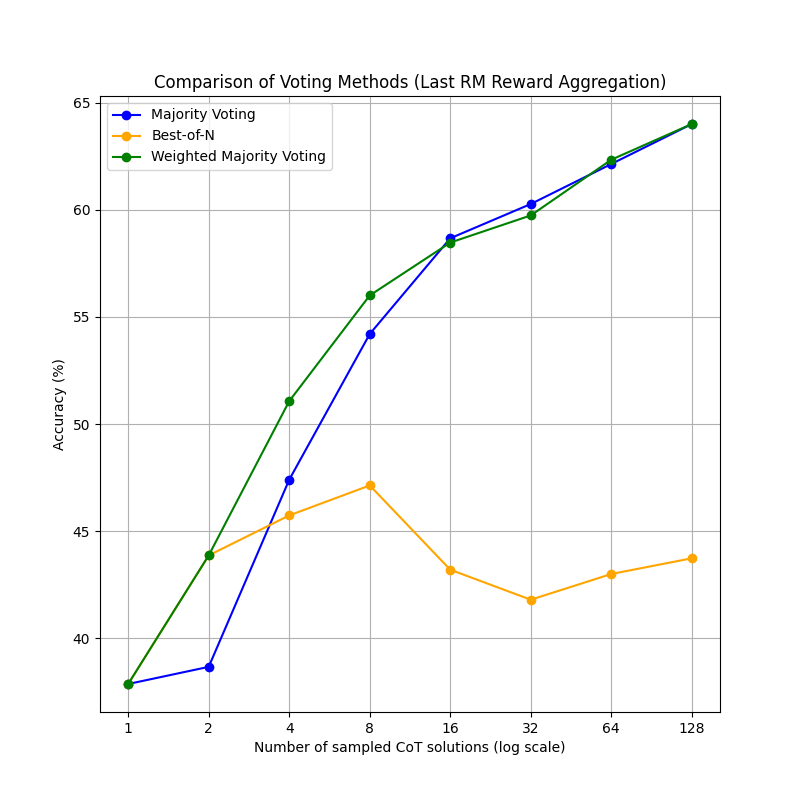 Comparison of Voting Methods (Last RM Reward Aggregation)
Majority Voting
Best-of-N
Weighted Majority Voting
65
60
55
50
45
40
Accuracy (%)
1 2 4 8 16 32 64 128
Number of sampled CoT solutions (log scale)